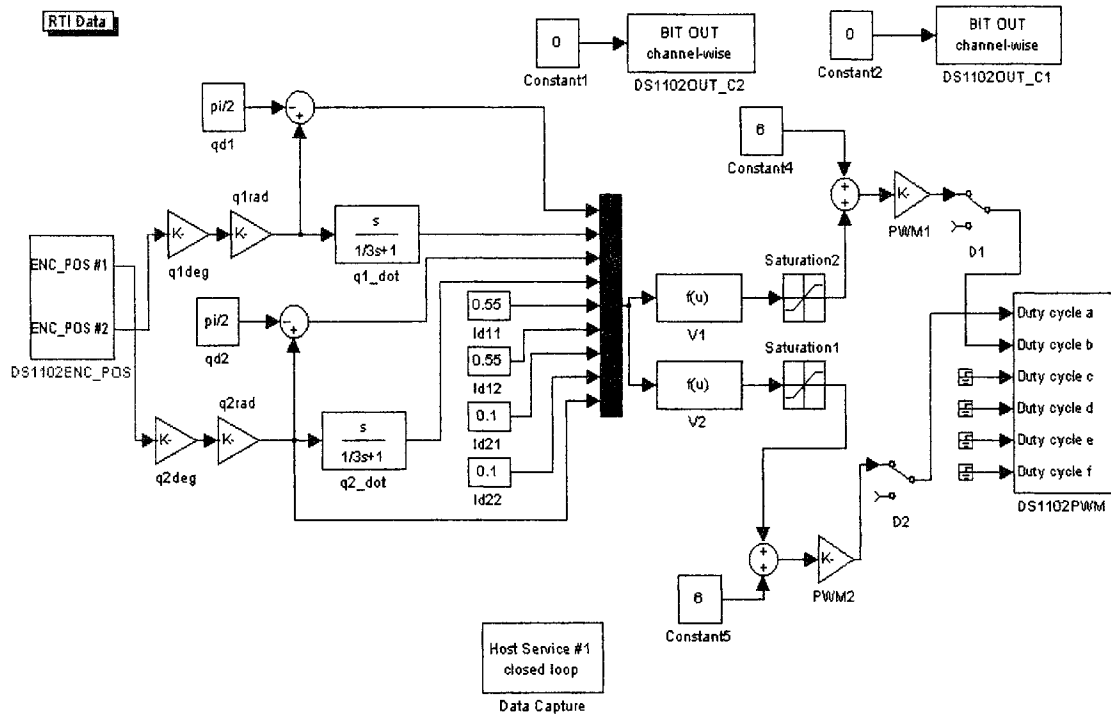 RTI Data
0
Constant1
BIT OUT
channel-wise
DS1102OUT_C2
0
Constant2
BIT OUT
channel-wise
DS1102OUT_C1
pi/2
qd1
6
Constant4
q1rad
K-
K-
q1deg
s
1/3s+1
q1_dot
K-
PWM1
D1
ENC_POS #1
ENC_POS #2
DS1102ENC_POS
pi/2
qd2
0.55
Id11
0.55
Id12
0.1
Id21
0.1
Id22
f(u)
V1
Saturation2
f(u)
V2
Saturation1
Duty cycle a
Duty cycle b
Duty cycle c
Duty cycle d
Duty cycle e
Duty cycle f
DS1102PWM
q2rad
K-
K-
q2deg
s
1/3s+1
q2_dot
D2
K-
PWM2
6
Constant5
Host Service #1
closed loop
Data Capture